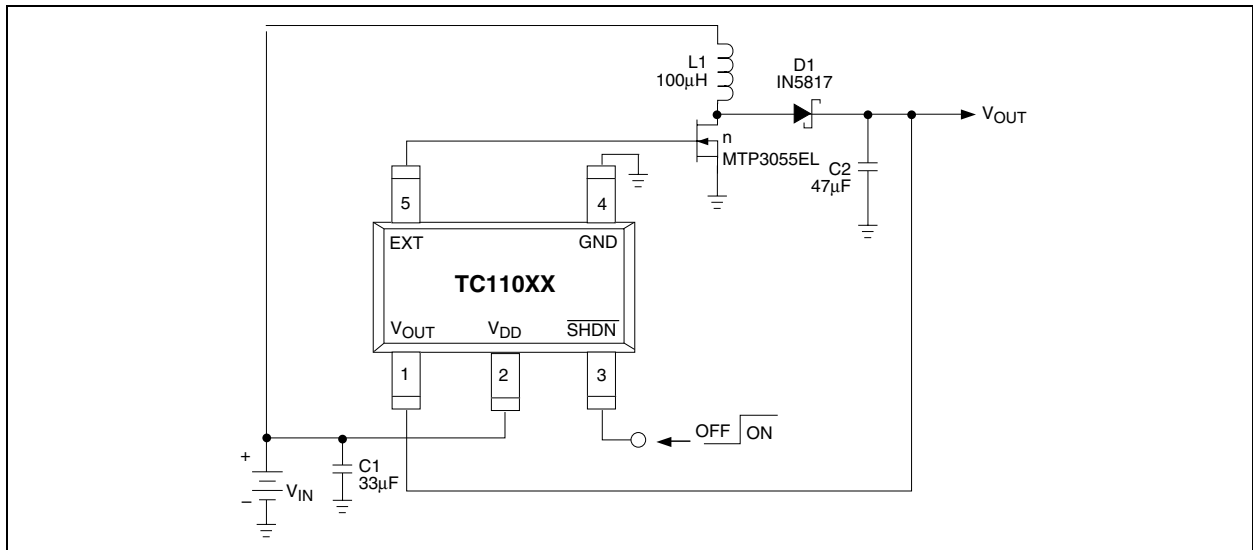 L1
100µH
D1
IN5817
VOUT
n
MTP3055EL
C2
47µF
5
4
EXT
GND
TC110XX
VOUT
VDD
SHDN
1
2
3
OFF
ON
+
C1
33µF
VIN
–